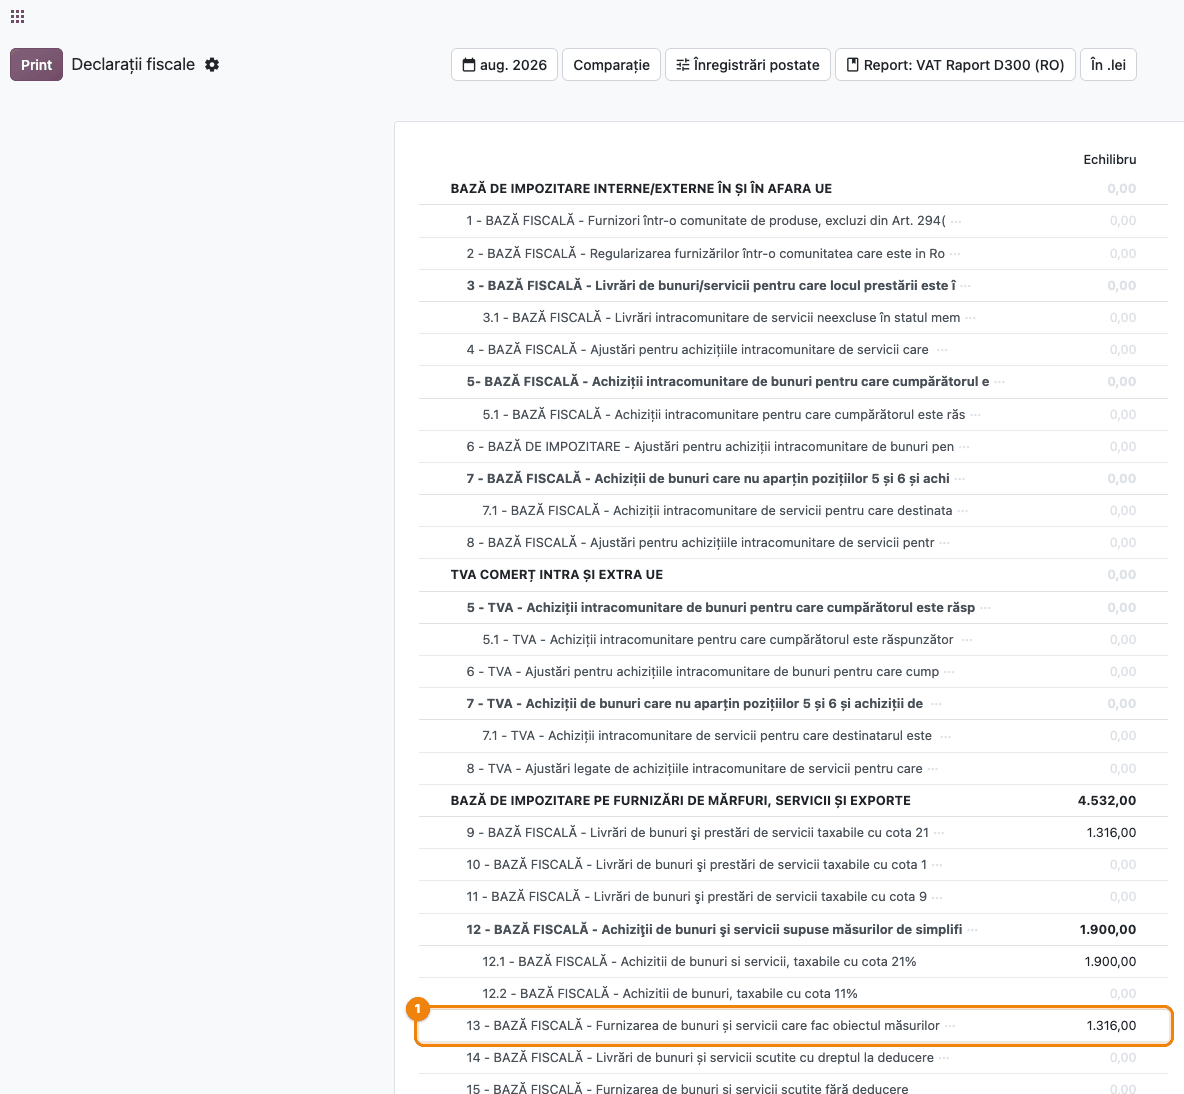 Print Declarații fiscale aug. 2026 Comparație Înregistrări postate Report: VAT Raport D300 (RO) În .lei
Echilibru
BAZĂ DE IMPOZITARE INTERNE/EXTERNE ÎN ȘI ÎN AFARA UE 0,00
1 - BAZĂ FISCALĂ - Furnizori într-o comunitate de produse, excluzi din Art. 294( ... 0,00
2 - BAZĂ FISCALĂ - Regularizarea furnizărilor într-o comunitatea care este in Ro ... 0,00
3 - BAZĂ FISCALĂ - Livrări de bunuri/servicii pentru care locul prestării este î ... 0,00
3.1 - BAZĂ FISCALĂ - Livrări intracomunitare de servicii neexcluse în statul mem ... 0,00
4 - BAZĂ FISCALĂ - Ajustări pentru achizițiile intracomunitare de servicii care ... 0,00
5- BAZĂ FISCALĂ - Achiziții intracomunitare de bunuri pentru care cumpărătorul e ... 0,00
5.1 - BAZĂ FISCALĂ - Achiziții intracomunitare pentru care cumpărătorul este răs ... 0,00
6 - BAZĂ DE IMPOZITARE - Ajustări pentru achiziții intracomunitare de bunuri pen ... 0,00
7 - BAZĂ FISCALĂ - Achiziții de bunuri care nu aparțin pozițiilor 5 și 6 și achi ... 0,00
7.1 - BAZĂ FISCALĂ - Achiziții intracomunitare de servicii pentru care destinata ... 0,00
8 - BAZĂ FISCALĂ - Ajustări pentru achizițiile intracomunitare de servicii pentr ... 0,00
TVA COMERȚ INTRA ȘI EXTRA UE 0,00
5 - TVA - Achiziții intracomunitare de bunuri pentru care cumpărătorul este răsp ... 0,00
5.1 - TVA - Achiziții intracomunitare pentru care cumpărătorul este răspunzător ... 0,00
6 - TVA - Ajustări pentru achizițiile intracomunitare de bunuri pentru care cump ... 0,00
7 - TVA - Achiziții de bunuri care nu aparțin pozițiilor 5 și 6 și achiziții de ... 0,00
7.1 - TVA - Achiziții intracomunitare de servicii pentru care destinatarul este ... 0,00
8 - TVA - Ajustări legate de achizițiile intracomunitare de servicii pentru care ... 0,00
BAZĂ DE IMPOZITARE PE FURNIZĂRI DE MĂRFURI, SERVICII ȘI EXPORTE 4.532,00
9 - BAZĂ FISCALĂ - Livrări de bunuri şi prestări de servicii taxabile cu cota 21 ... 1.316,00
10 - BAZĂ FISCALĂ - Livrări de bunuri şi prestări de servicii taxabile cu cota 1 ... 0,00
11 - BAZĂ FISCALĂ - Livrări de bunuri şi prestări de servicii taxabile cu cota 9 ... 0,00
12 - BAZĂ FISCALĂ - Achiziţii de bunuri şi servicii supuse măsurilor de simplifi ... 1.900,00
12.1 - BAZĂ FISCALĂ - Achizitii de bunuri si servicii, taxabile cu cota 21% 1.900,00
12.2 - BAZĂ FISCALĂ - Achizitii de bunuri, taxabile cu cota 11% 0,00
1
13 - BAZĂ FISCALĂ - Furnizarea de bunuri și servicii care fac obiectul măsurilor ... 1.316,00
14 - BAZĂ FISCALĂ - Livrări de bunuri și servicii scutite cu dreptul la deducere ... 0,00
15 - BAZĂ FISCALĂ - Furnizarea de bunuri și servicii scutite fără deducere 0,00